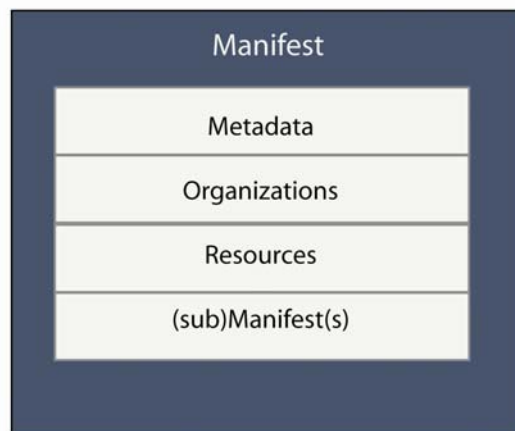 Manifest
Metadata
Organizations
Resources
(sub)Manifest(s)